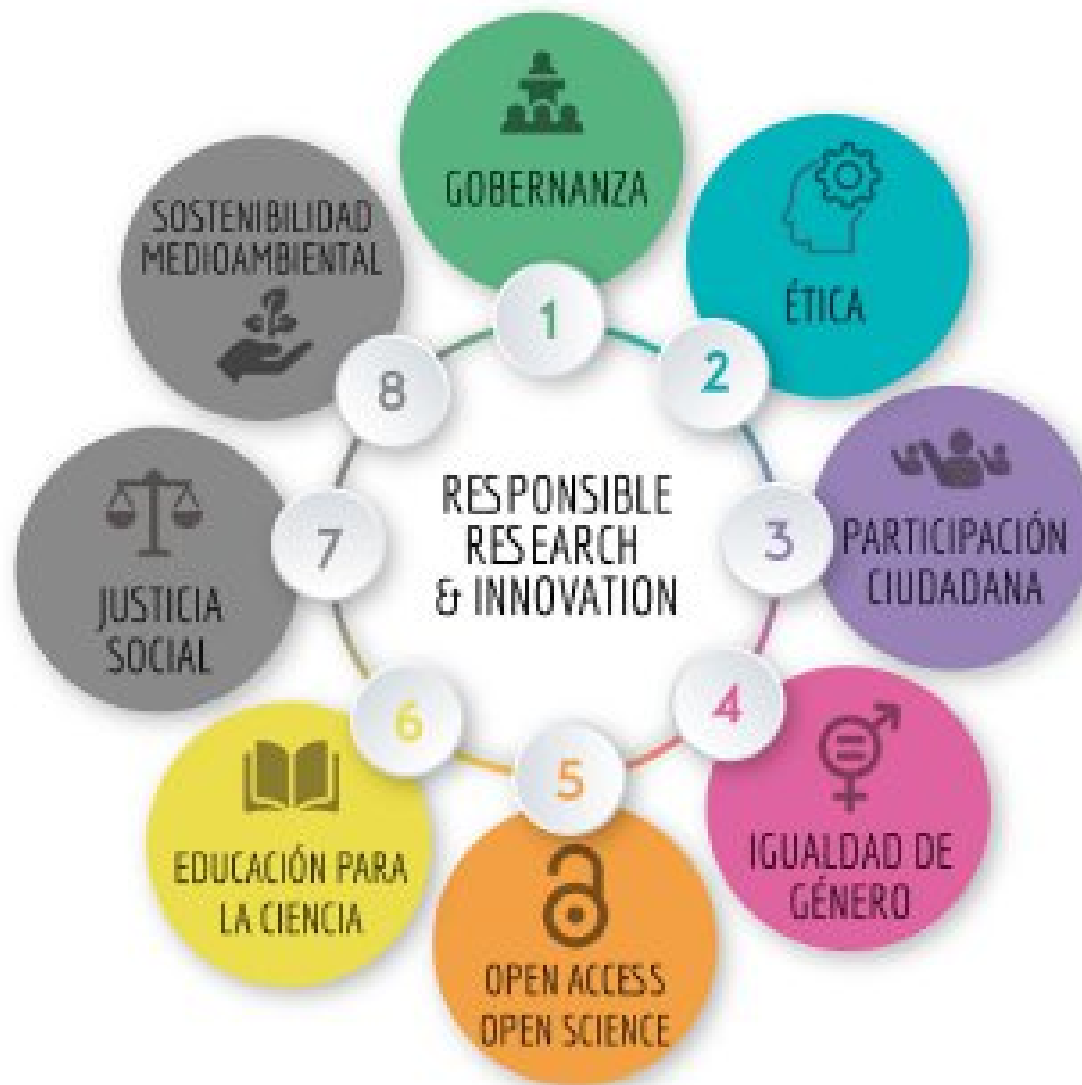 GOBERNANZA
1
ÉTICA
2
PARTICIPACIÓN
CIUDADANA
3
IGUALDAD DE
GÉNERO
4
OPEN ACCESS
OPEN SCIENCE
5
EDUCACIÓN PARA
LA CIENCIA
6
JUSTICIA
SOCIAL
7
SOSTENIBILIDAD
MEDIOAMBIENTAL
8
RESPONSIBLE
RESEARCH
& INNOVATION